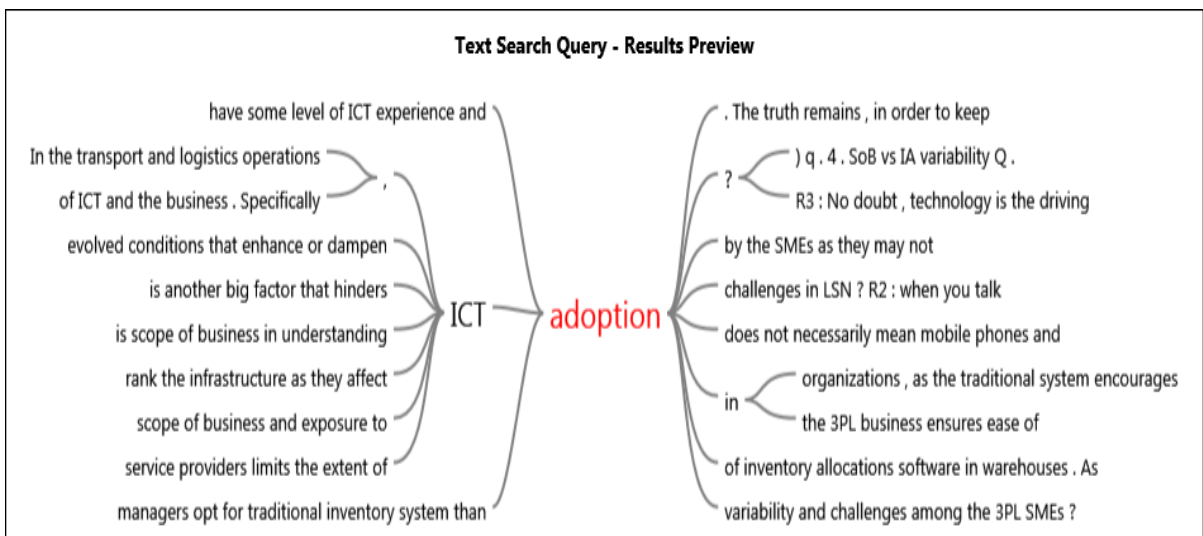 Text Search Query - Results Preview
have some level of ICT experience and
In the transport and logistics operations
,
of ICT and the business . Specifically
evolved conditions that enhance or dampen
is another big factor that hinders
is scope of business in understanding
rank the infrastructure as they affect
scope of business and exposure to
service providers limits the extent of
managers opt for traditional inventory system than
ICT
adoption
. The truth remains , in order to keep
?
) q . 4 . SoB vs IA variability Q .
R3 : No doubt , technology is the driving
by the SMEs as they may not
challenges in LSN ? R2 : when you talk
does not necessarily mean mobile phones and
in
organizations , as the traditional system encourages
the 3PL business ensures ease of
of inventory allocations software in warehouses . As
variability and challenges among the 3PL SMEs ?